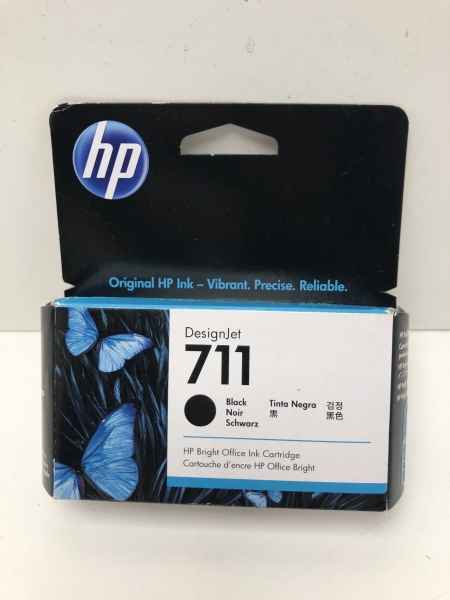 hp
Original HP Ink – Vibrant. Precise. Reliable.
DesignJet
711
Black Tinta Negra 검정
Noir 黒 黑色
Schwarz
HP Bright Office Ink Cartridge
Cartouche d'encre HP Office Bright